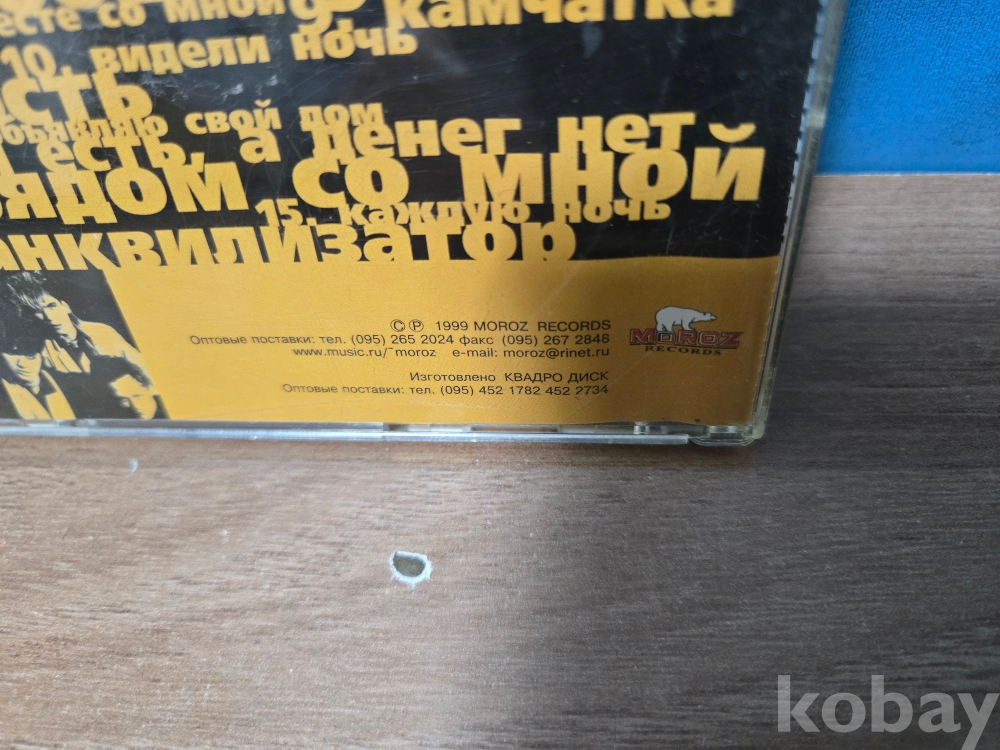 есте со мной 9. камчатка
10. видели ночь
сть
объявляю свой дом
есть, а денег нет
рядом со мной
15. каждую ночь
анквилизатор
© ℗ 1999 MOROZ RECORDS
Оптовые поставки: тел. (095) 265 2024 факс (095) 267 2848
www.music.ru/~moroz e-mail: moroz@rinet.ru
MOROZ
RECORDS
Изготовлено КВАДРО ДИСК
Оптовые поставки: тел. (095) 452 1782 452 2734
kobay